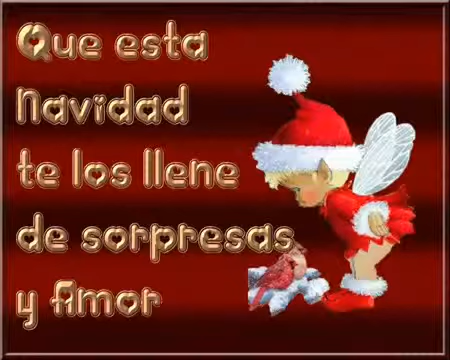 Que esta
Navidad
te los llene
de sorpresas
y Amor